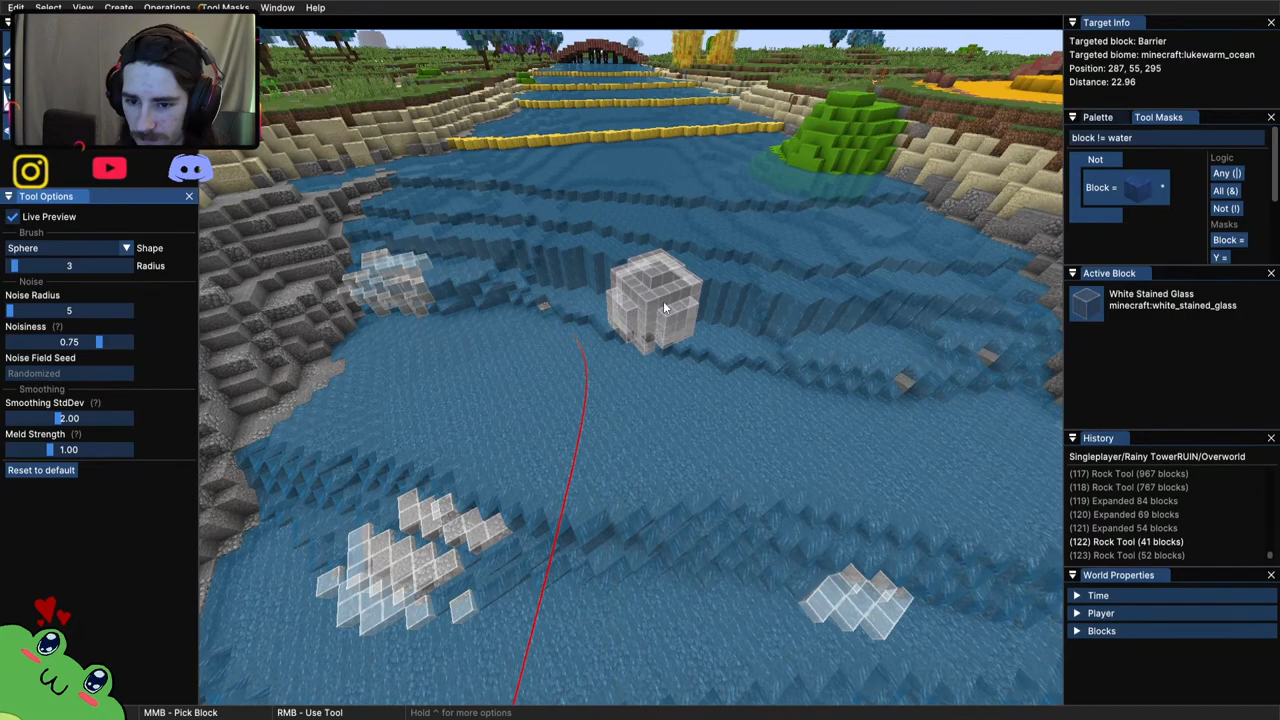 Edit Select View Create Operations Tool Masks Window Help
Target Info
Targeted block: Barrier
Targeted biome: minecraft:lukewarm_ocean
Position: 287, 55, 295
Distance: 22.96
Palette Tool Masks
block != water
Not
Block = *
Logic
Any (|)
All (&)
Not (!)
Masks
Block =
Y =
Active Block
White Stained Glass
minecraft:white_stained_glass
History
Singleplayer/Rainy TowerRUIN/Overworld
(117) Rock Tool (967 blocks)
(118) Rock Tool (767 blocks)
(119) Expanded 84 blocks
(120) Expanded 69 blocks
(121) Expanded 54 blocks
(122) Rock Tool (41 blocks)
(123) Rock Tool (52 blocks)
World Properties
Time
Player
Blocks
Tool Options
Live Preview
Brush
Sphere Shape
3 Radius
Noise
Noise Radius
5
Noisiness (?)
0.75
Noise Field Seed
Randomized
Smoothing
Smoothing StdDev (?)
2.00
Meld Strength (?)
1.00
Reset to default
MMB - Pick Block RMB - Use Tool Hold ^ for more options